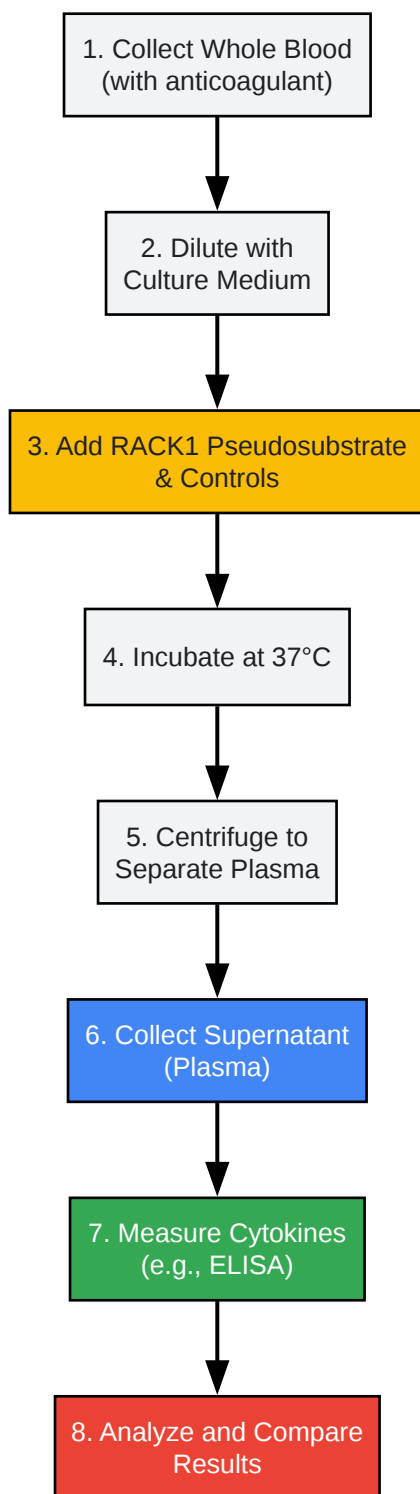 1. Collect Whole Blood
(with anticoagulant)
2. Dilute with
Culture Medium
3. Add RACK1 Pseudosubstrate
& Controls
4. Incubate at 37°C
5. Centrifuge to
Separate Plasma
6. Collect Supernatant
(Plasma)
7. Measure Cytokines
(e.g., ELISA)
8. Analyze and Compare
Results